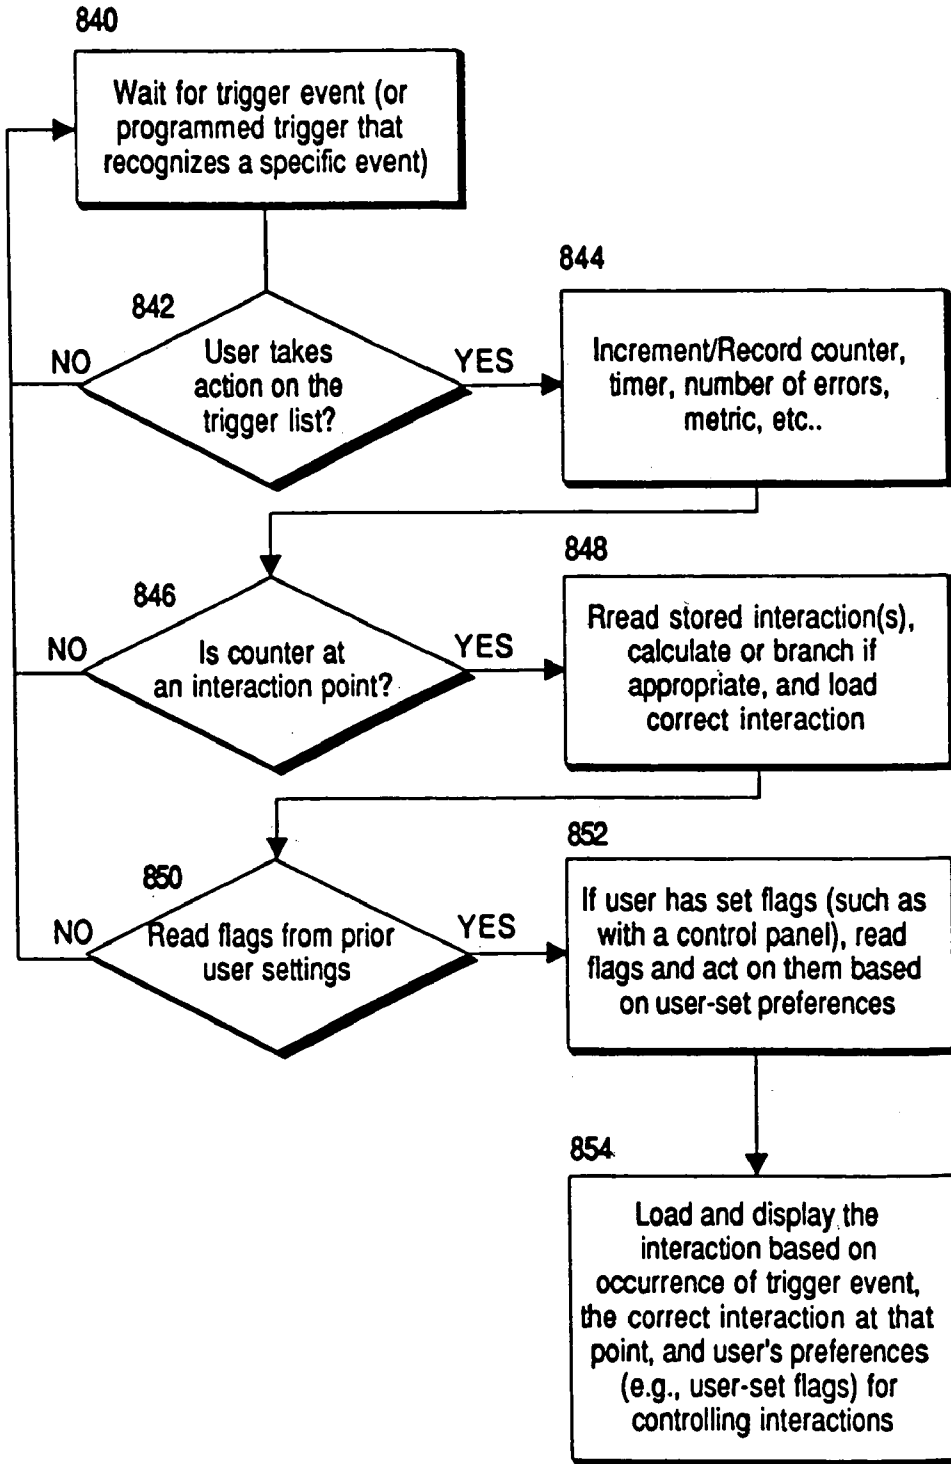 840
Wait for trigger event (or
programmed trigger that
recognizes a specific event)
842
NO
User takes
action on the
trigger list?
YES
844
Increment/Record counter,
timer, number of errors,
metric, etc..
846
NO
Is counter at
an interaction point?
YES
848
Rread stored interaction(s),
calculate or branch if
appropriate, and load
correct interaction
850
NO
Read flags from prior
user settings
YES
852
If user has set flags (such as
with a control panel), read
flags and act on them based
on user-set preferences
854
Load and display the
interaction based on
occurrence of trigger event,
the correct interaction at that
point, and user's preferences
(e.g., user-set flags) for
controlling interactions